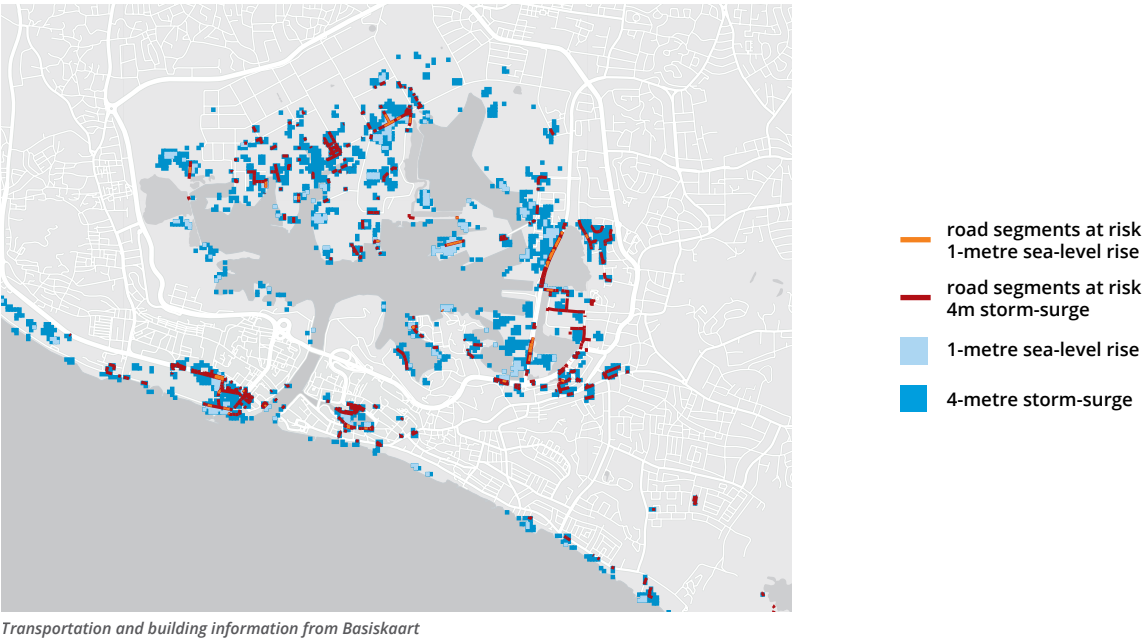 road segments at risk
1-metre sea-level rise
road segments at risk
4m storm-surge
1-metre sea-level rise
4-metre storm-surge
Transportation and building information from Basiskaart